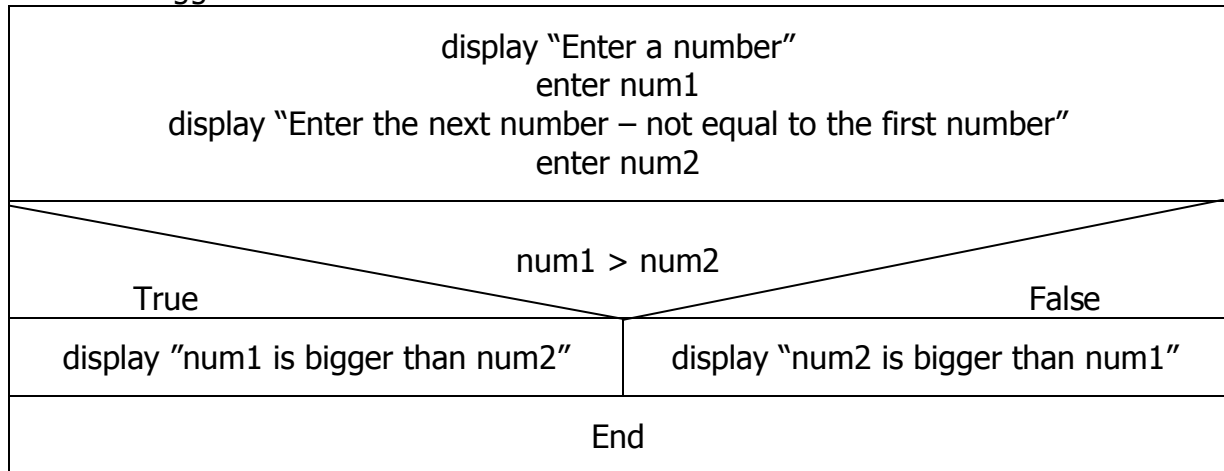 display “Enter a number”
enter num1
display “Enter the next number – not equal to the first number”
enter num2
num1 > num2
True False
display ”num1 is bigger than num2” display “num2 is bigger than num1”
End